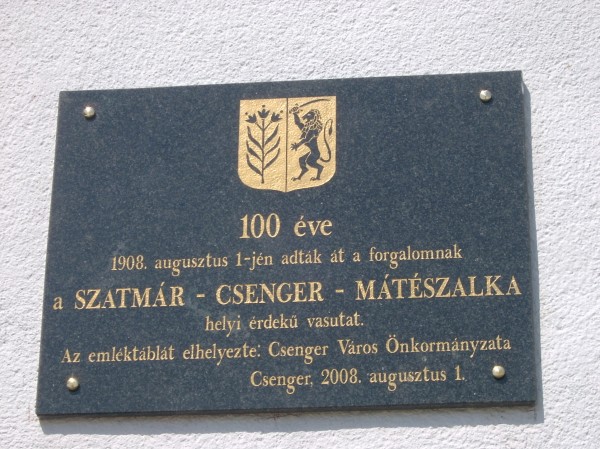 100 éve
1908. augusztus 1-jén adták át a forgalomnak
a SZATMÁR - CSENGER - MÁTÉSZALKA
helyi érdekű vasutat.
Az emléktáblát elhelyezte: Csenger Város Önkormányzata
Csenger, 2008. augusztus 1.